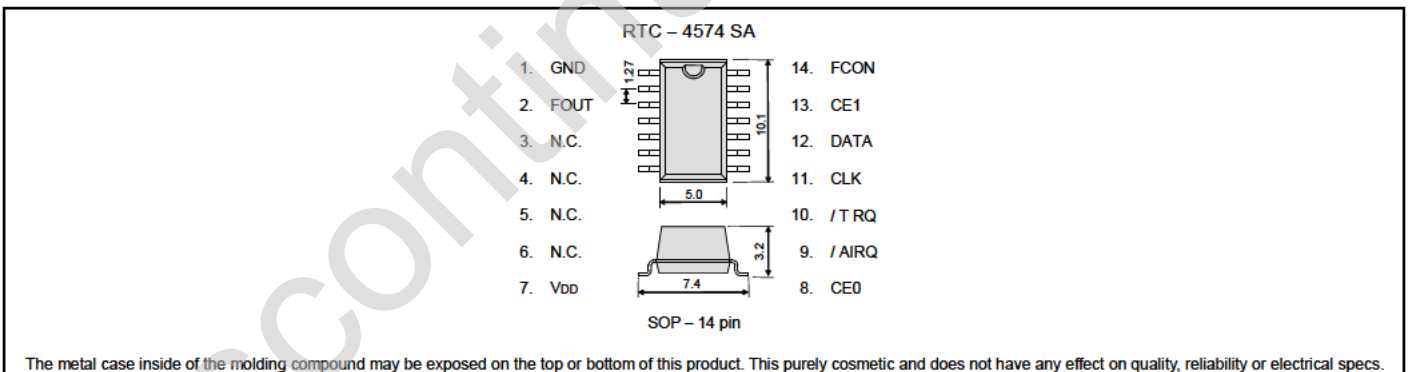 RTC – 4574 SA
1. GND
2. FOUT
3. N.C.
4. N.C.
5. N.C.
6. N.C.
7. VDD
1.27
10.1
5.0
3.2
7.4
14. FCON
13. CE1
12. DATA
11. CLK
10. / T RQ
9. / AIRQ
8. CE0
SOP – 14 pin
The metal case inside of the molding compound may be exposed on the top or bottom of this product. This purely cosmetic and does not have any effect on quality, reliability or electrical specs.